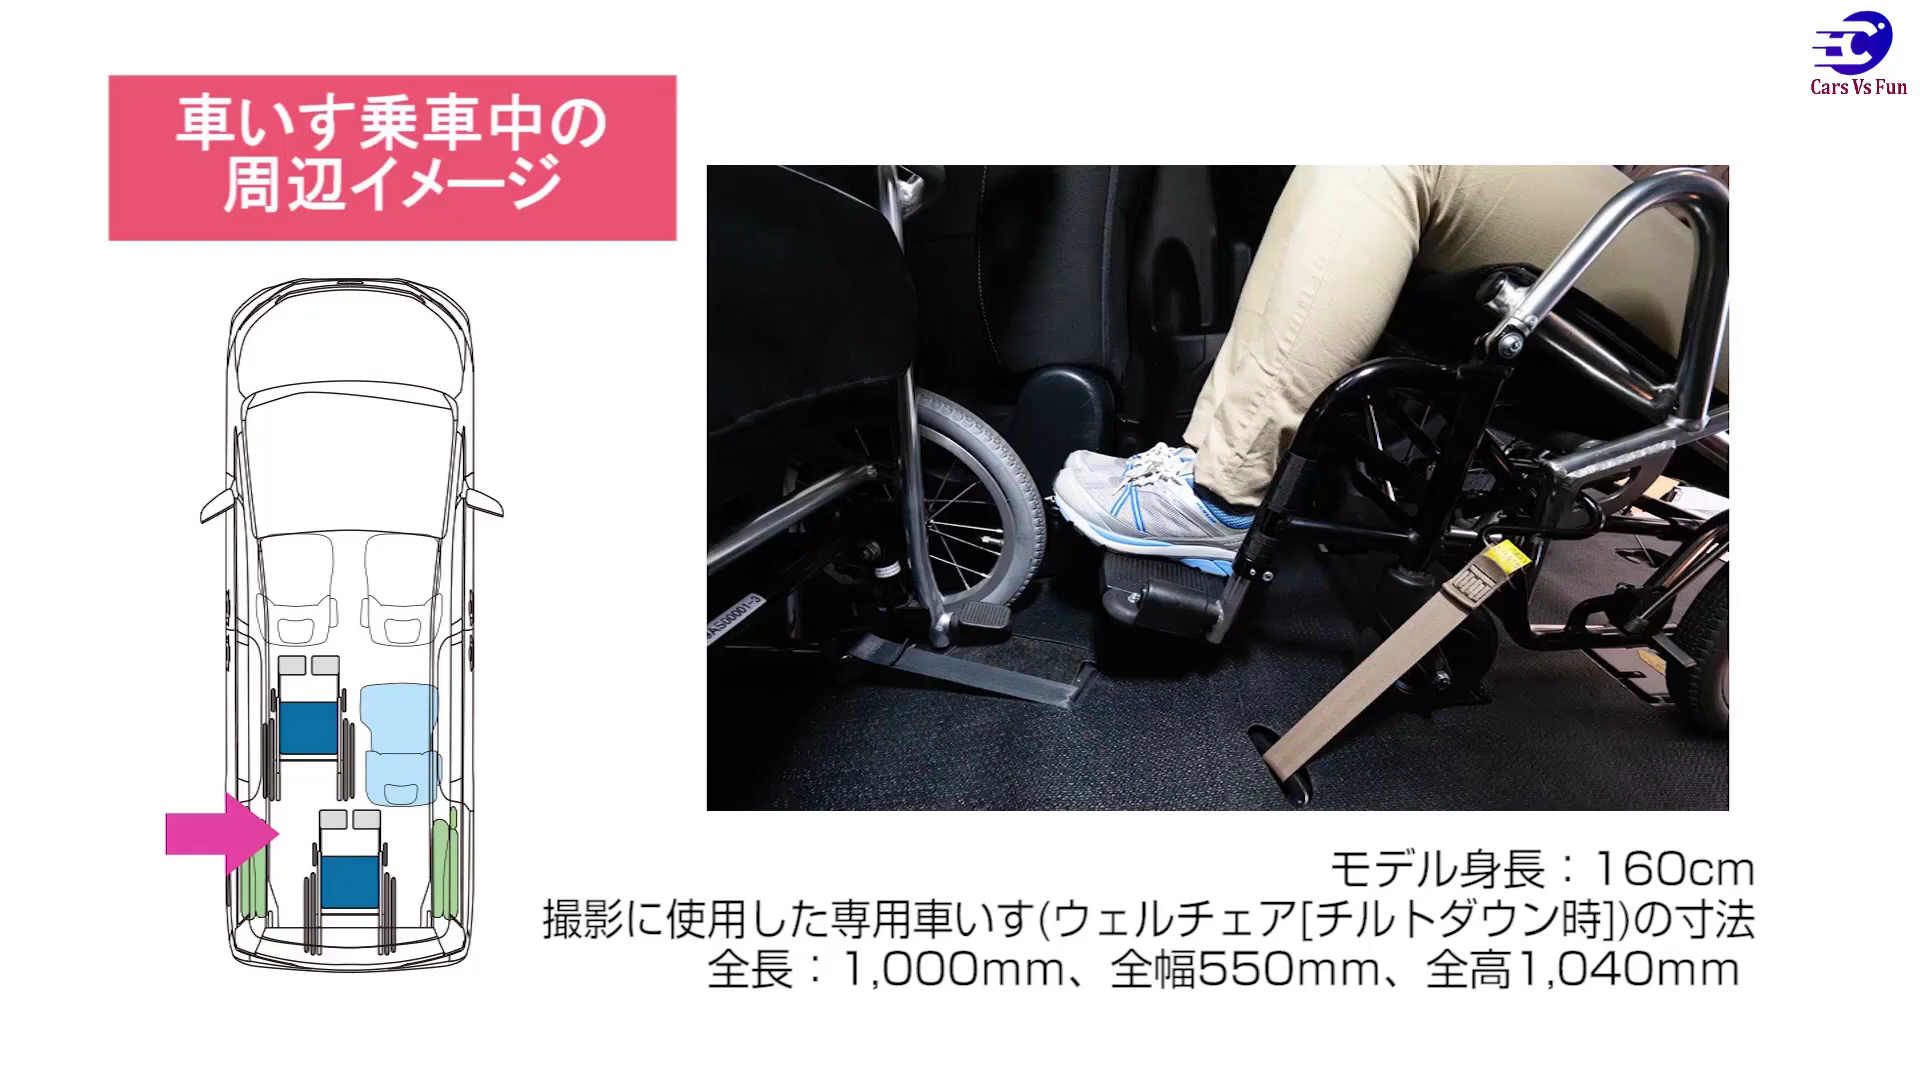 Cars Vs Fun
車いす乗車中の
周辺イメージ
モデル身長：160cm
撮影に使用した専用車いす(ウェルチェア[チルトダウン時])の寸法
全長：1,000mm、全幅550mm、全高1,040mm